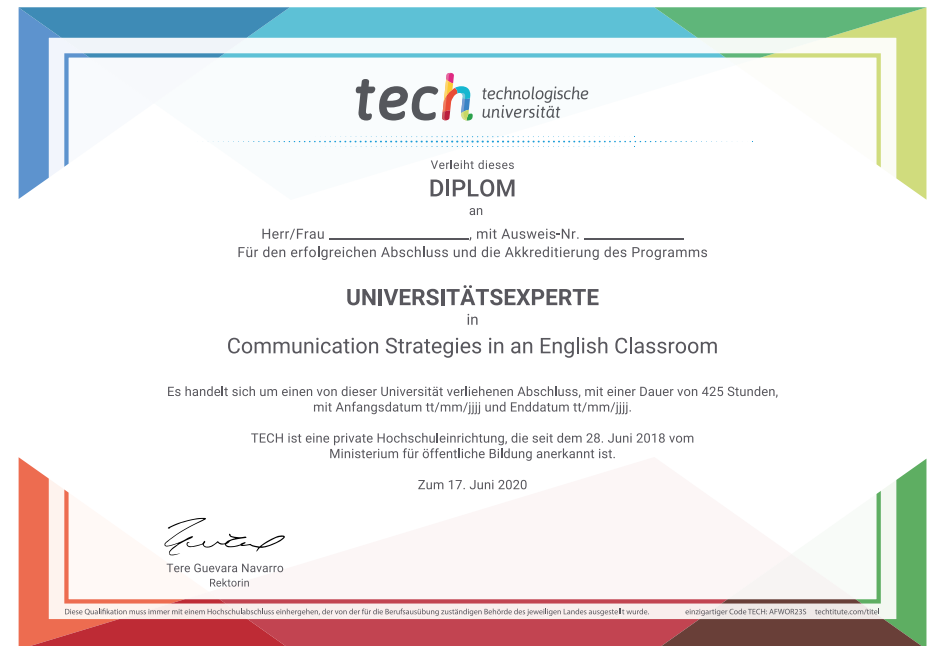 tech technologische
universität
Verleiht dieses
DIPLOM
an
Herr/Frau ____________, mit Ausweis-Nr. ____________
Für den erfolgreichen Abschluss und die Akkreditierung des Programms
UNIVERSITÄTSEXPERTE
in
Communication Strategies in an English Classroom
Es handelt sich um einen von dieser Universität verliehenen Abschluss, mit einer Dauer von 425 Stunden,
mit Anfangsdatum tt/mm/jjjj und Enddatum tt/mm/jjjj.
TECH ist eine private Hochschuleinrichtung, die seit dem 28. Juni 2018 vom
Ministerium für öffentliche Bildung anerkannt ist.
Zum 17. Juni 2020
Tere Guevara Navarro
Rektorin
Diese Qualifikation muss immer mit einem Hochschulabschluss einhergehen, der von der für die Berufsausübung zuständigen Behörde des jeweiligen Landes ausgestellt wurde. einzigartiger Code TECH: AFWOR235 techtitute.com/titel